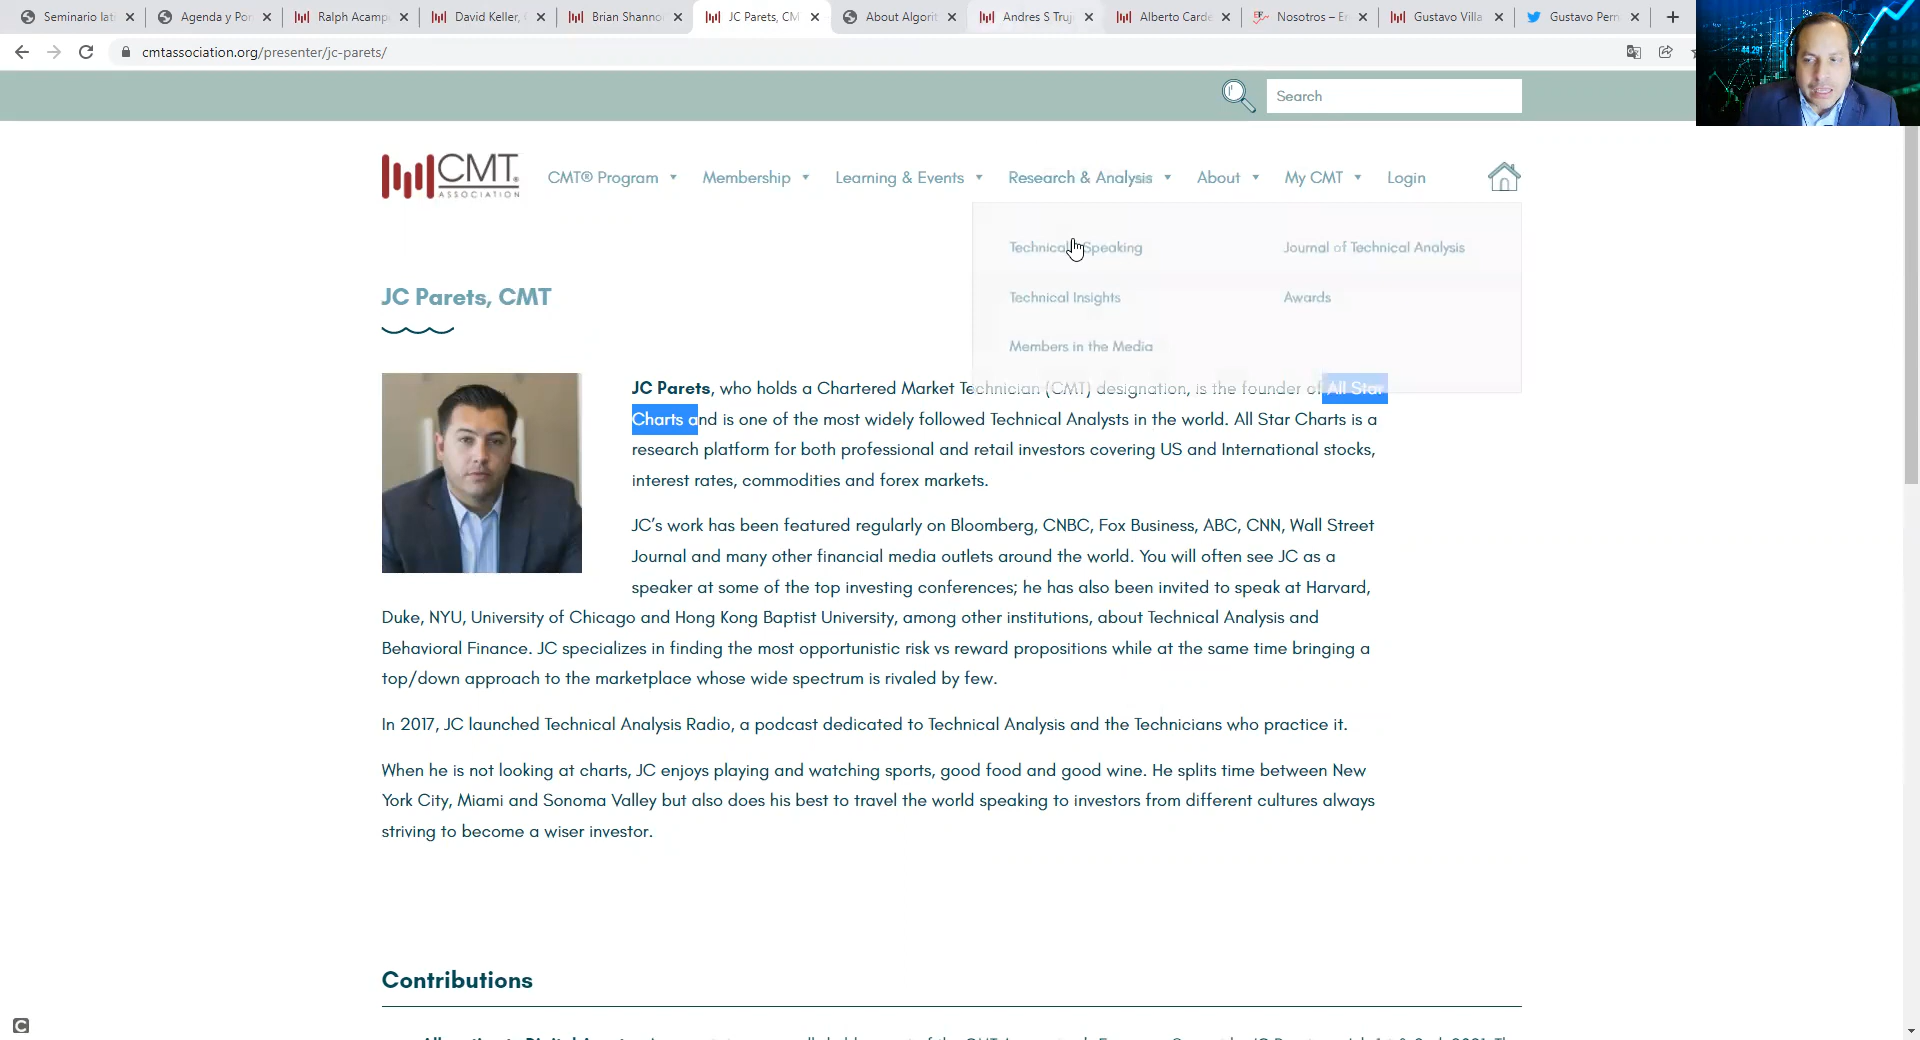 Seminario lati
Agenda y Pon
Ralph Acamp
David Keller, C
Brian Shanno
JC Parets, CM
About Algorit
Andres S Truj
Alberto Carde
Nosotros – En
Gustavo Villa
Gustavo Pern
cmtassociation.org/presenter/jc-parets/
44.291
Search
CMT®
ASSOCIATION
CMT® Program
Membership
Learning & Events
Research & Analysis
About
My CMT
Login
Technically Speaking
Journal of Technical Analysis
Technical Insights
Awards
Members in the Media
JC Parets, CMT
JC Parets, who holds a Chartered Market Technician (CMT) designation, is the founder of All Star
Charts and is one of the most widely followed Technical Analysts in the world. All Star Charts is a
research platform for both professional and retail investors covering US and International stocks,
interest rates, commodities and forex markets.
JC’s work has been featured regularly on Bloomberg, CNBC, Fox Business, ABC, CNN, Wall Street
Journal and many other financial media outlets around the world. You will often see JC as a
speaker at some of the top investing conferences; he has also been invited to speak at Harvard,
Duke, NYU, University of Chicago and Hong Kong Baptist University, among other institutions, about Technical Analysis and
Behavioral Finance. JC specializes in finding the most opportunistic risk vs reward propositions while at the same time bringing a
top/down approach to the marketplace whose wide spectrum is rivaled by few.
In 2017, JC launched Technical Analysis Radio, a podcast dedicated to Technical Analysis and the Technicians who practice it.
When he is not looking at charts, JC enjoys playing and watching sports, good food and good wine. He splits time between New
York City, Miami and Sonoma Valley but also does his best to travel the world speaking to investors from different cultures always
striving to become a wiser investor.
Contributions